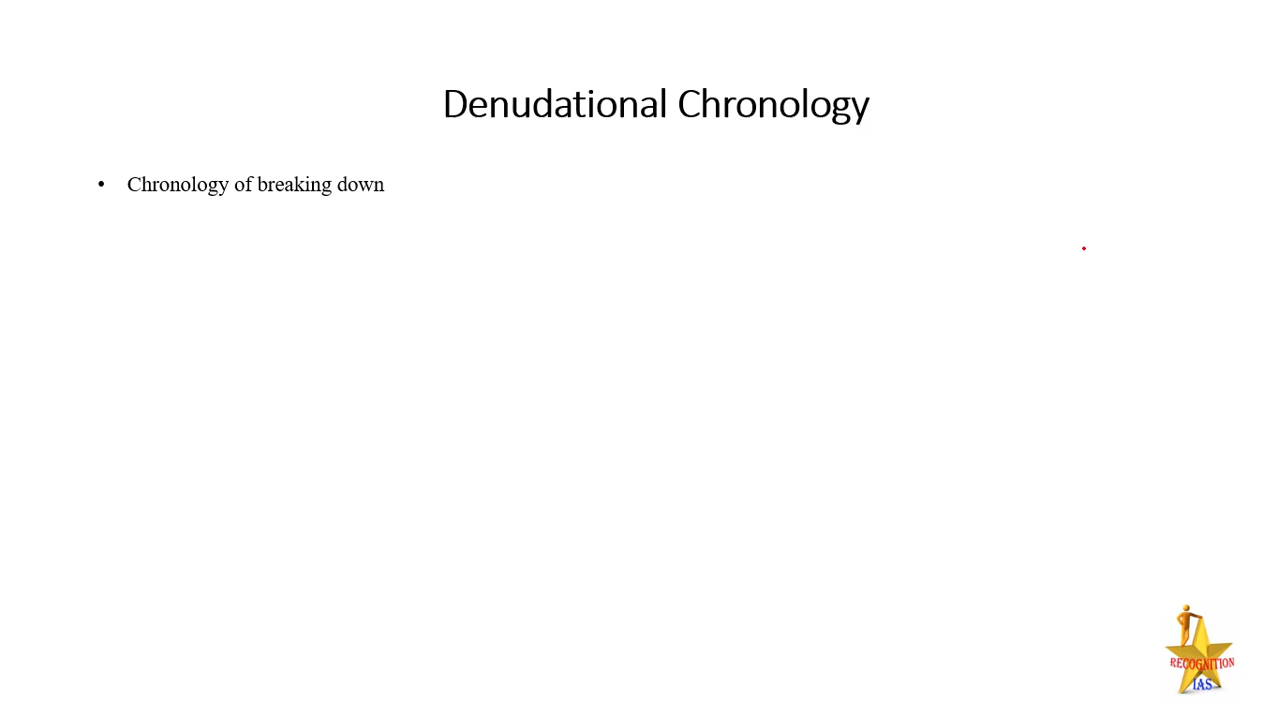 Denudational Chronology
• Chronology of breaking down
RECOGNITION
IAS